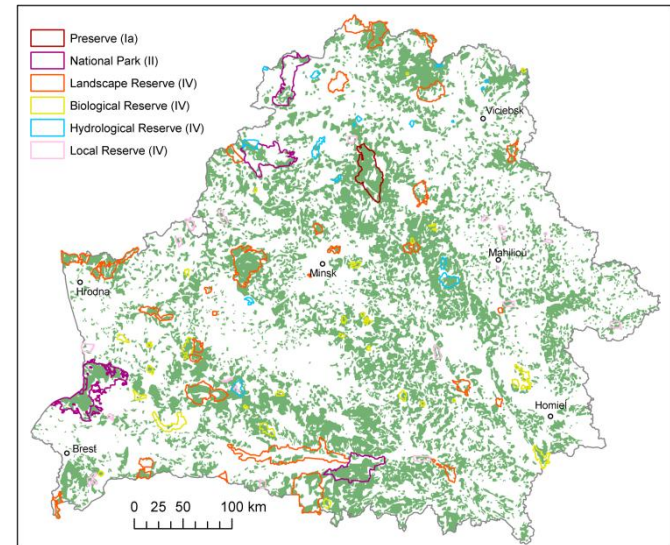 Preserve (Ia)
National Park (II)
Landscape Reserve (IV)
Biological Reserve (IV)
Hydrological Reserve (IV)
Local Reserve (IV)
Viciebsk
Minsk
Mahilioŭ
Hrodna
Homiel
Brest
0 25 50 100 km